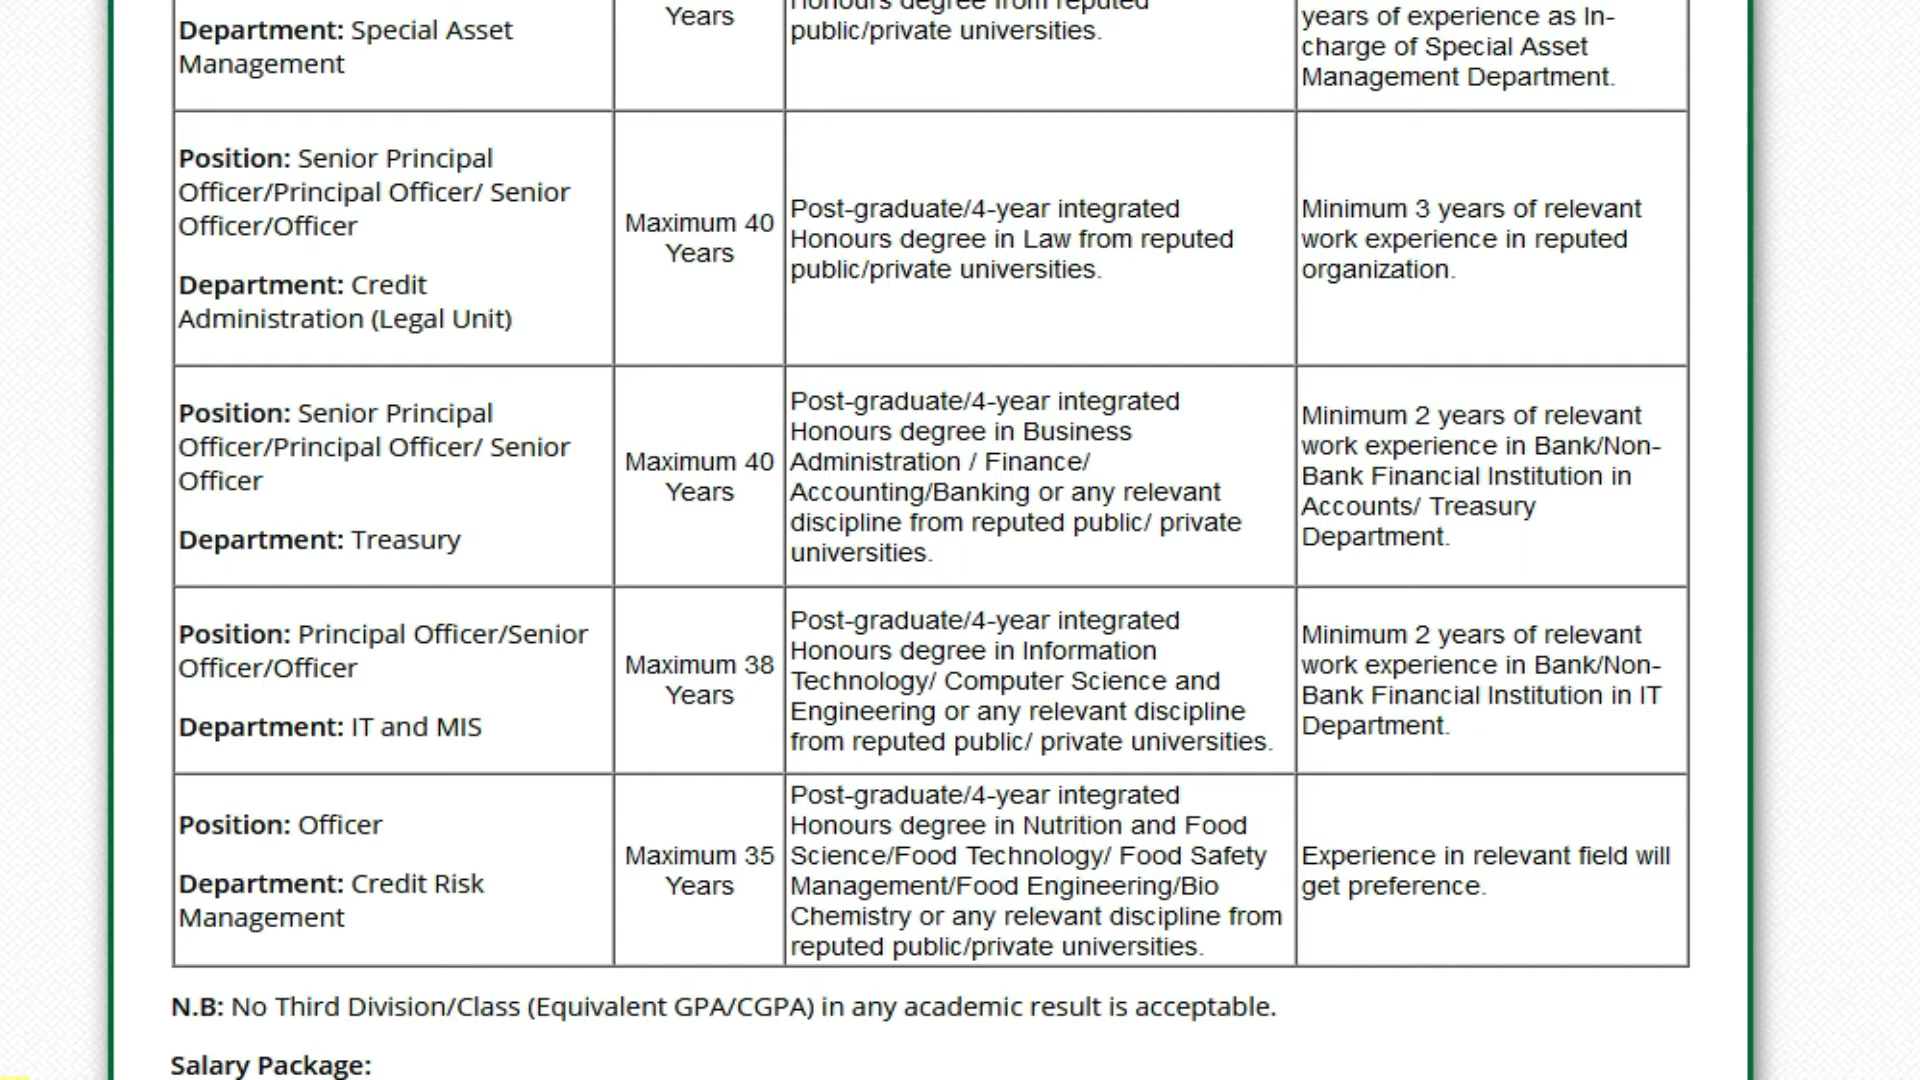 Department: Special Asset
Management
Years
public/private universities.
years of experience as In-
charge of Special Asset
Management Department.
Position: Senior Principal
Officer/Principal Officer/ Senior
Officer/Officer
Department: Credit
Administration (Legal Unit)
Maximum 40
Years
Post-graduate/4-year integrated
Honours degree in Law from reputed
public/private universities.
Minimum 3 years of relevant
work experience in reputed
organization.
Position: Senior Principal
Officer/Principal Officer/ Senior
Officer
Department: Treasury
Maximum 40
Years
Post-graduate/4-year integrated
Honours degree in Business
Administration / Finance/
Accounting/Banking or any relevant
discipline from reputed public/ private
universities.
Minimum 2 years of relevant
work experience in Bank/Non-
Bank Financial Institution in
Accounts/ Treasury
Department.
Position: Principal Officer/Senior
Officer/Officer
Department: IT and MIS
Maximum 38
Years
Post-graduate/4-year integrated
Honours degree in Information
Technology/ Computer Science and
Engineering or any relevant discipline
from reputed public/ private universities.
Minimum 2 years of relevant
work experience in Bank/Non-
Bank Financial Institution in IT
Department.
Position: Officer
Department: Credit Risk
Management
Maximum 35
Years
Post-graduate/4-year integrated
Honours degree in Nutrition and Food
Science/Food Technology/ Food Safety
Management/Food Engineering/Bio
Chemistry or any relevant discipline from
reputed public/private universities.
Experience in relevant field will
get preference.
N.B: No Third Division/Class (Equivalent GPA/CGPA) in any academic result is acceptable.
Salary Package: